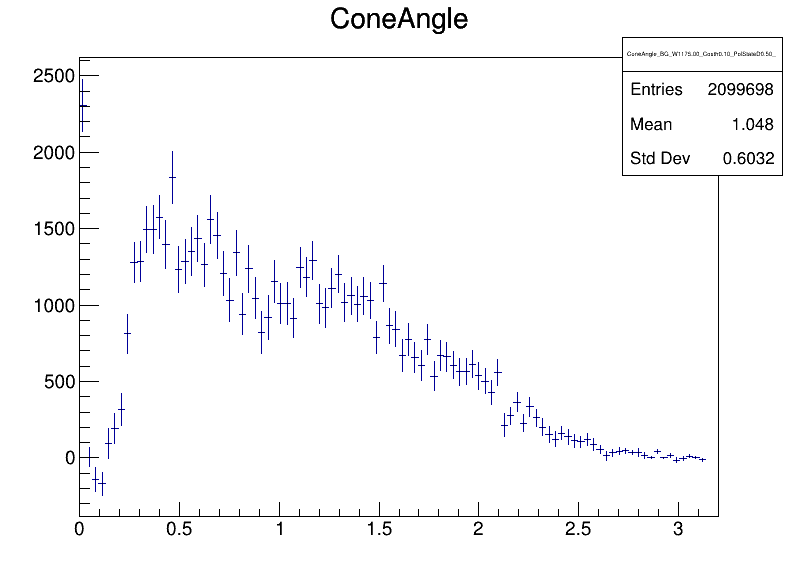 ConeAngle
ConeAngle_BG_W1175.00_Costh0.10_PolStateD0.50_
Entries 2099698
Mean 1.048
Std Dev 0.6032
2500
2000
1500
1000
500
0
0 0.5 1 1.5 2 2.5 3